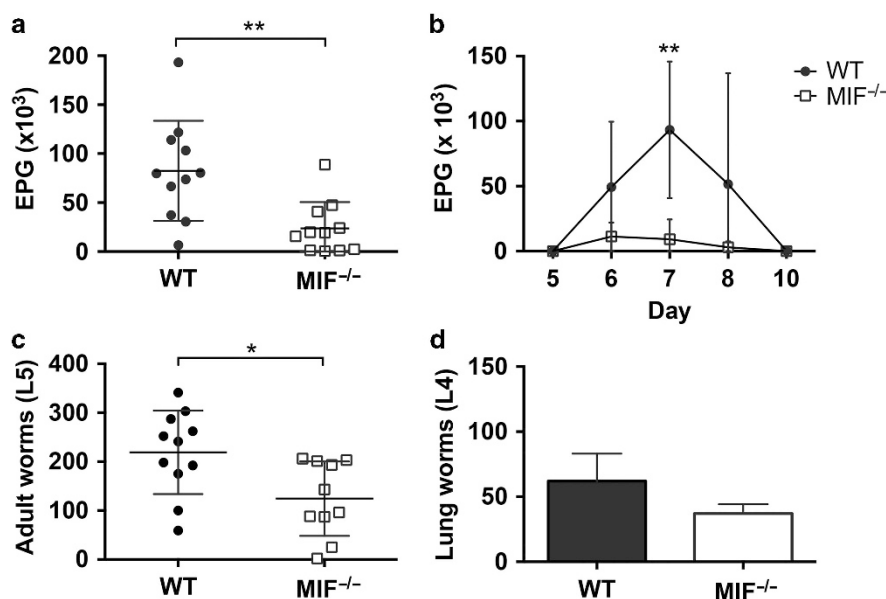 a
**
200
150
100
50
0
EPG (x10³)
WT
MIF⁻/⁻
b
**
150
100
50
0
EPG (x 10³)
5 6 7 8 10
Day
WT
MIF⁻/⁻
c
*
400
300
200
100
0
Adult worms (L5)
WT
MIF⁻/⁻
d
150
100
50
0
Lung worms (L4)
WT
MIF⁻/⁻